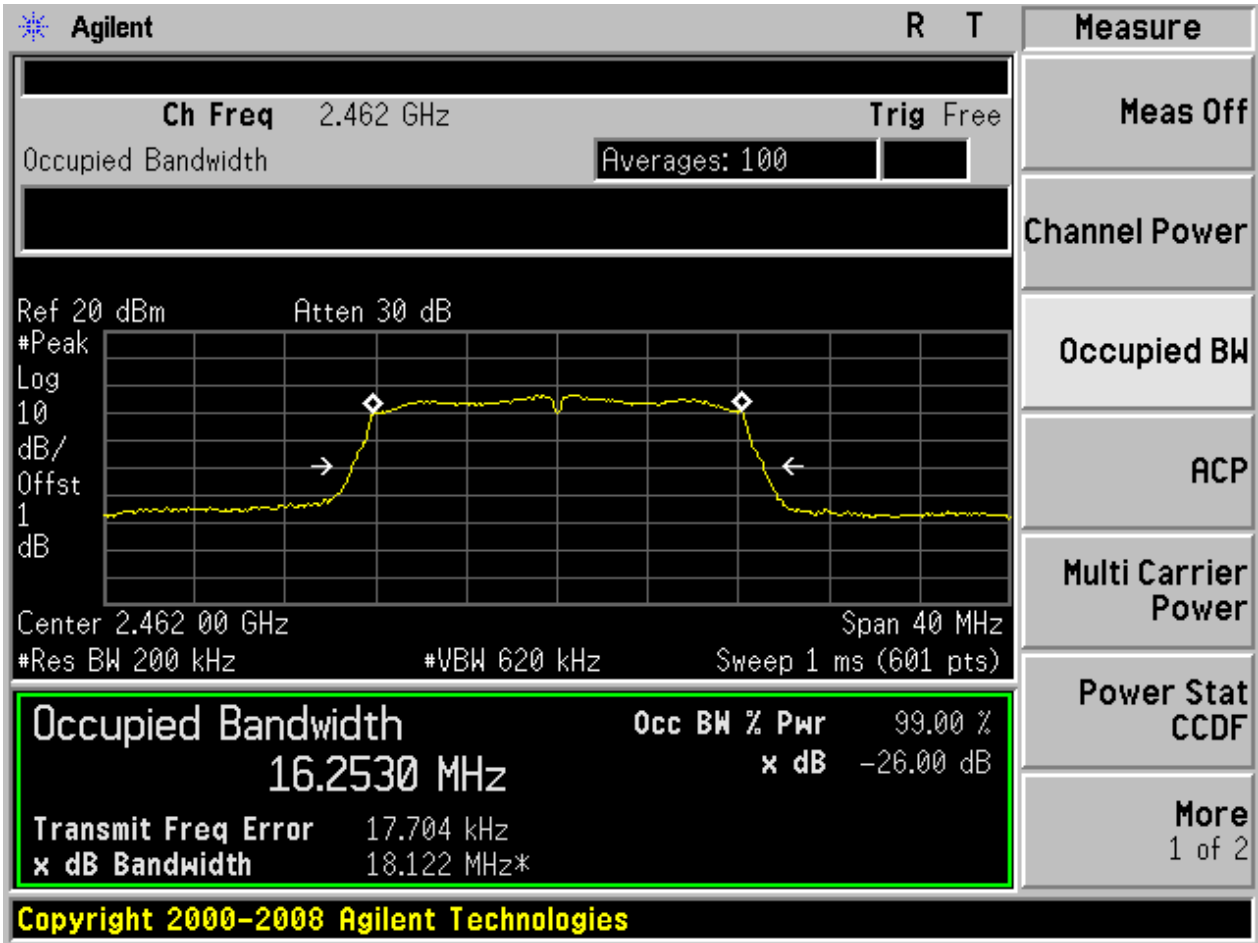 Agilent R T
Ch Freq 2.462 GHz Trig Free
Occupied Bandwidth Averages: 100
Ref 20 dBm Atten 30 dB
#Peak
Log
10
dB/
Offst
1
dB
Center 2.462 00 GHz Span 40 MHz
#Res BW 200 kHz #VBW 620 kHz Sweep 1 ms (601 pts)
Occupied Bandwidth Occ BW % Pwr 99.00 %
16.2530 MHz x dB -26.00 dB
Transmit Freq Error 17.704 kHz
x dB Bandwidth 18.122 MHz*
Copyright 2000-2008 Agilent Technologies
Measure
Meas Off
Channel Power
Occupied BW
ACP
Multi Carrier
Power
Power Stat
CCDF
More
1 of 2